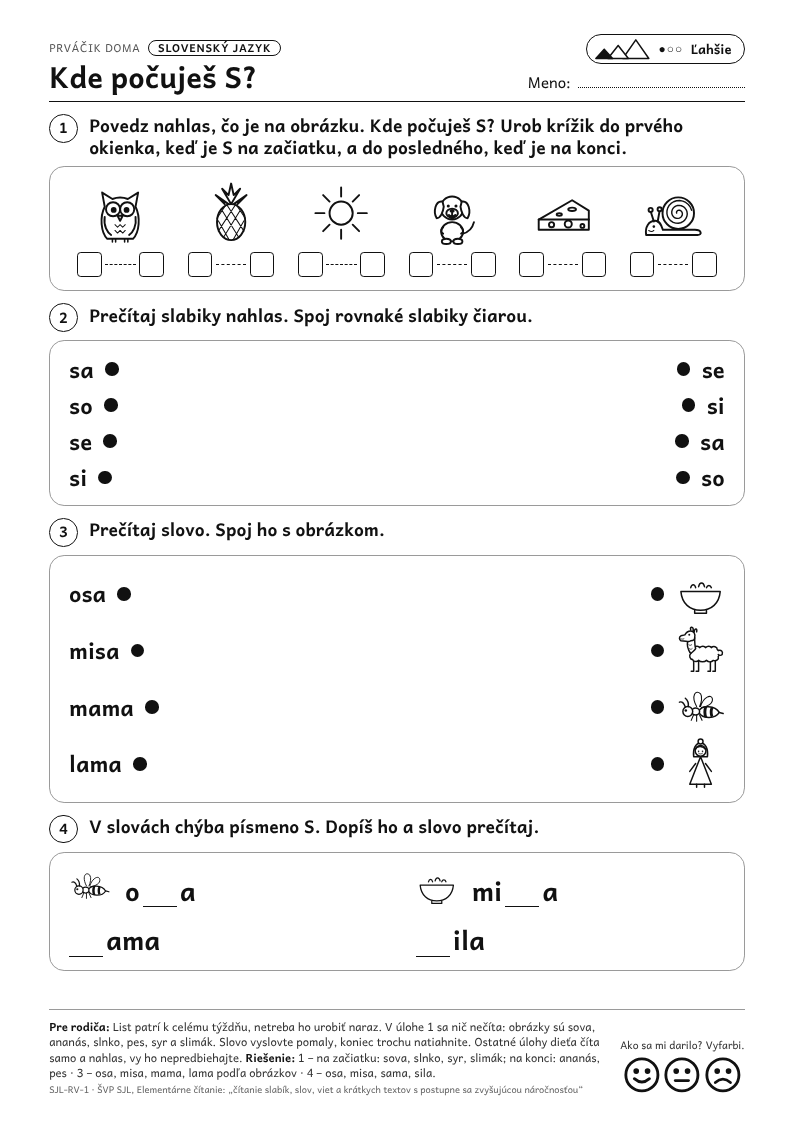 PRVÁČIK DOMA SLOVENSKÝ JAZYK
●○○ Ľahšie
Kde počuješ S?
Meno:
1 Povedz nahlas, čo je na obrázku. Kde počuješ S? Urob krížik do prvého
okienka, keď je S na začiatku, a do posledného, keď je na konci.
2 Prečítaj slabiky nahlas. Spoj rovnaké slabiky čiarou.
sa se
so si
se sa
si so
3 Prečítaj slovo. Spoj ho s obrázkom.
osa
misa
mama
lama
4 V slovách chýba písmeno S. Dopíš ho a slovo prečítaj.
o__a mi__a
__ama __ila
Pre rodiča: List patrí k celému týždňu, netreba ho urobiť naraz. V úlohe 1 sa nič nečíta: obrázky sú sova,
ananás, slnko, pes, syr a slimák. Slovo vyslovte pomaly, koniec trochu natiahnite. Ostatné úlohy dieťa číta
samo a nahlas, vy ho nepredbiehajte. Riešenie: 1 – na začiatku: sova, slnko, syr, slimák; na konci: ananás,
pes · 3 – osa, misa, mama, lama podľa obrázkov · 4 – osa, misa, sama, sila.
SJL-RV-1 · ŠVP SJL, Elementárne čítanie: „čítanie slabík, slov, viet a krátkych textov s postupne sa zvyšujúcou náročnosťou“
Ako sa mi darilo? Vyfarbi.